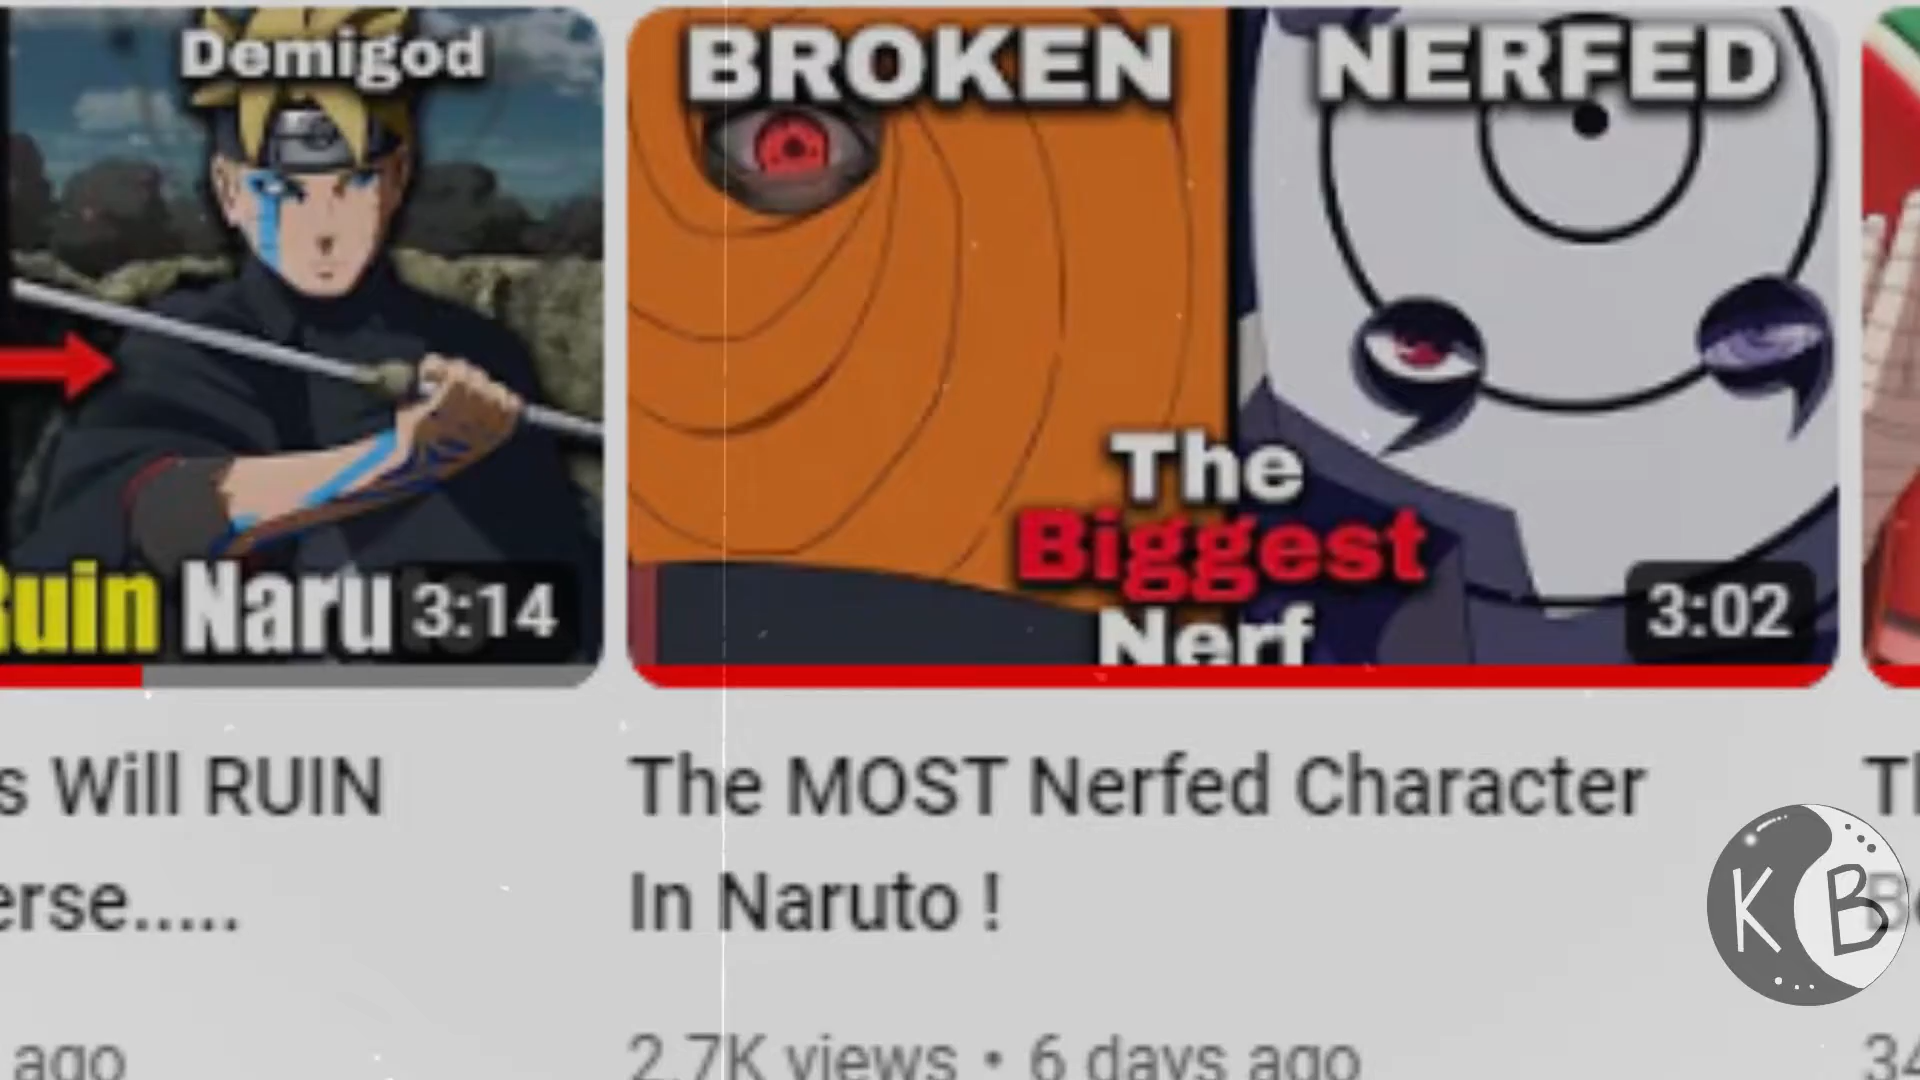 Demigod
Ruin Naru
3:14
BROKEN
NERFED
The
Biggest
Nerf
3:02
s Will RUIN
erse.....
ago
The MOST Nerfed Character
In Naruto !
2.7K views • 6 days ago
K B